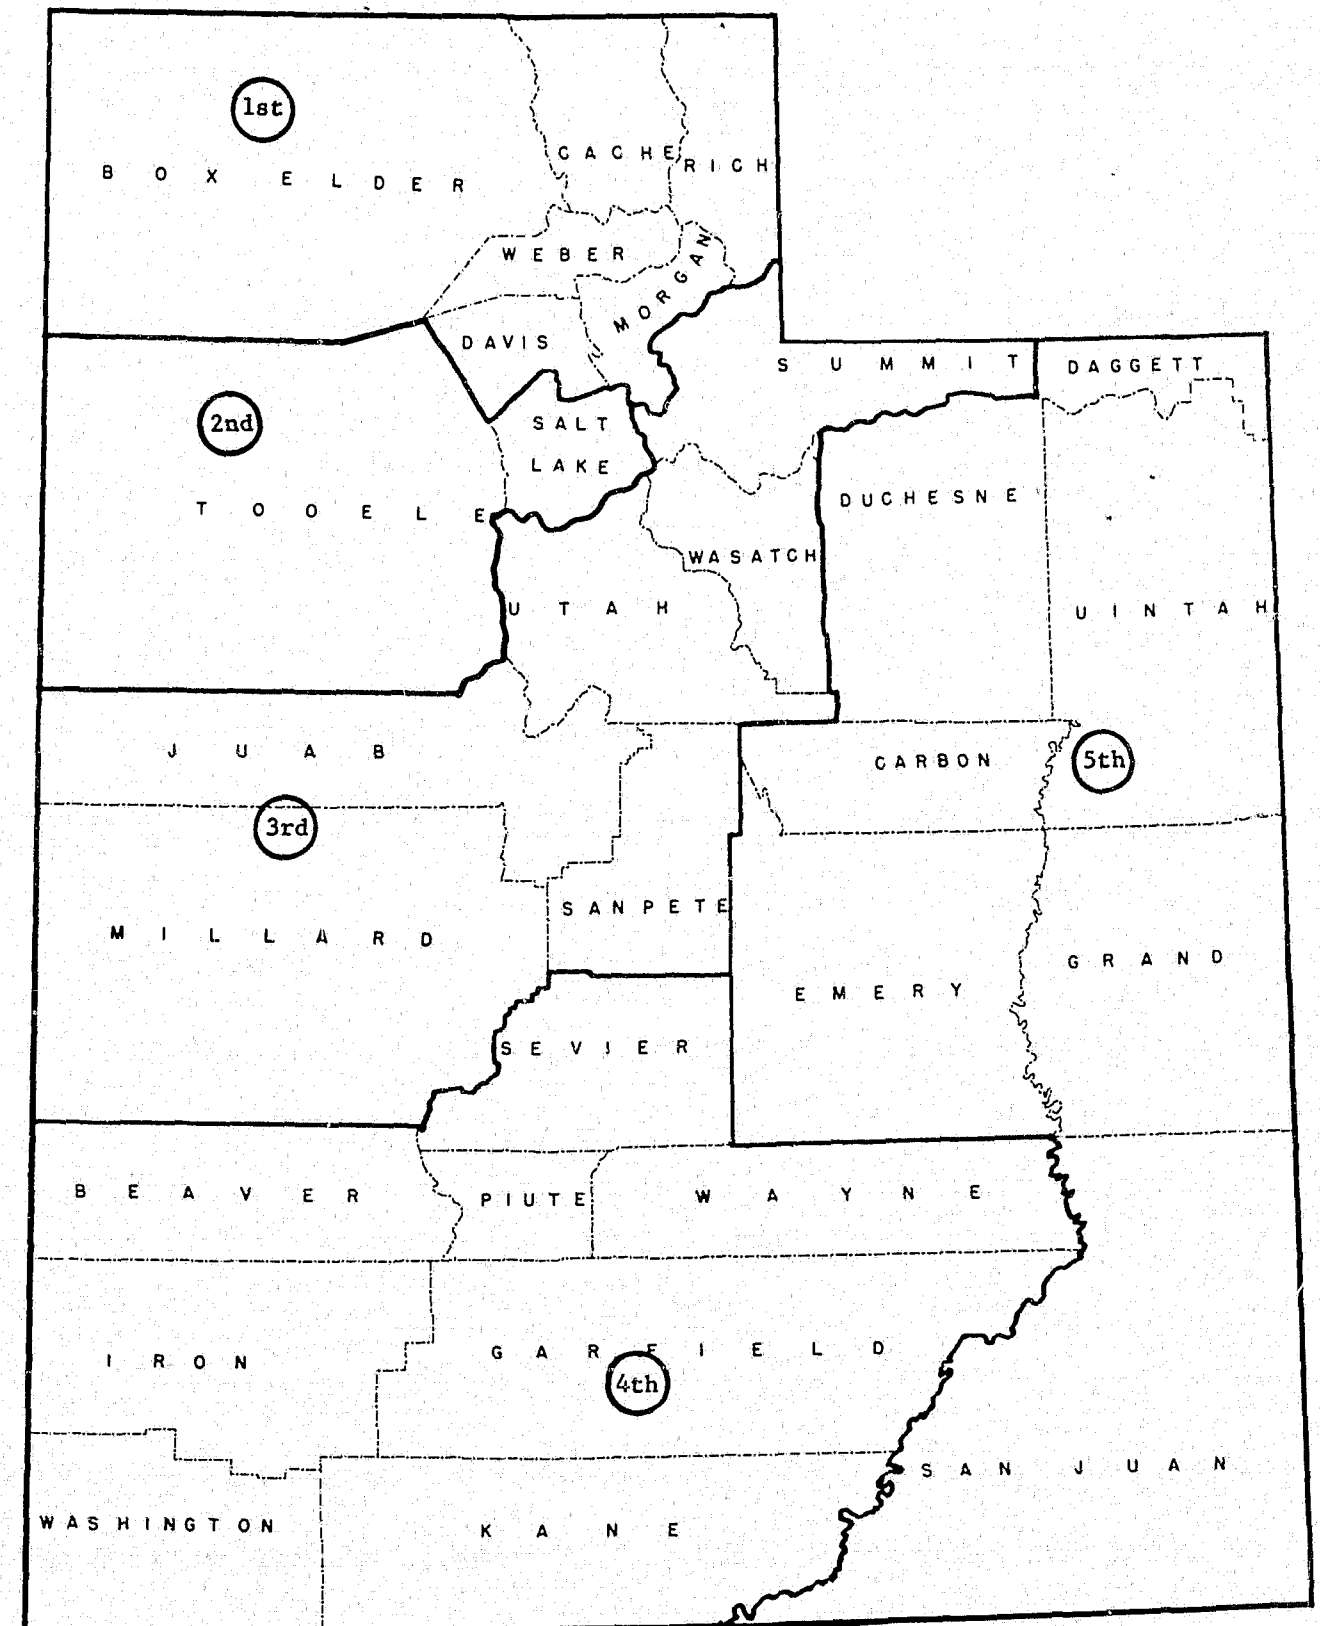 1st
CACHE
RICH
BOX ELDER
WEBER
MORGAN
DAVIS
SUMMIT
DAGGETT
2nd
SALT
LAKE
DUCHESNE
TOOELE
WASATCH
UTAH
UINTAH
JUAB
CARBON
5th
3rd
SANPETE
MILLARD
GRAND
EMERY
SEVIER
BEAVER
PIUTE
WAYNE
IRON
GARFIELD
4th
SAN JUAN
WASHINGTON
KANE